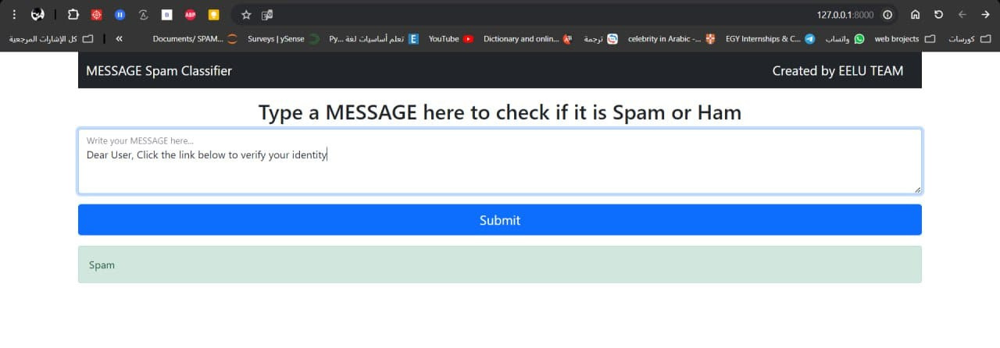 127.0.0.1:8000
كل الإشارات المرجعية
»
Documents/ SPAM...
Surveys | ySense
Py... تعلم أساسيات لغة
YouTube
Dictionary and onlin...
ترجمة
celebrity in Arabic -...
EGY Internships & C...
واتساب
web brojects
كورسات
MESSAGE Spam Classifier
Created by EELU TEAM
Type a MESSAGE here to check if it is Spam or Ham
Write your MESSAGE here...
Dear User, Click the link below to verify your identity
Submit
Spam